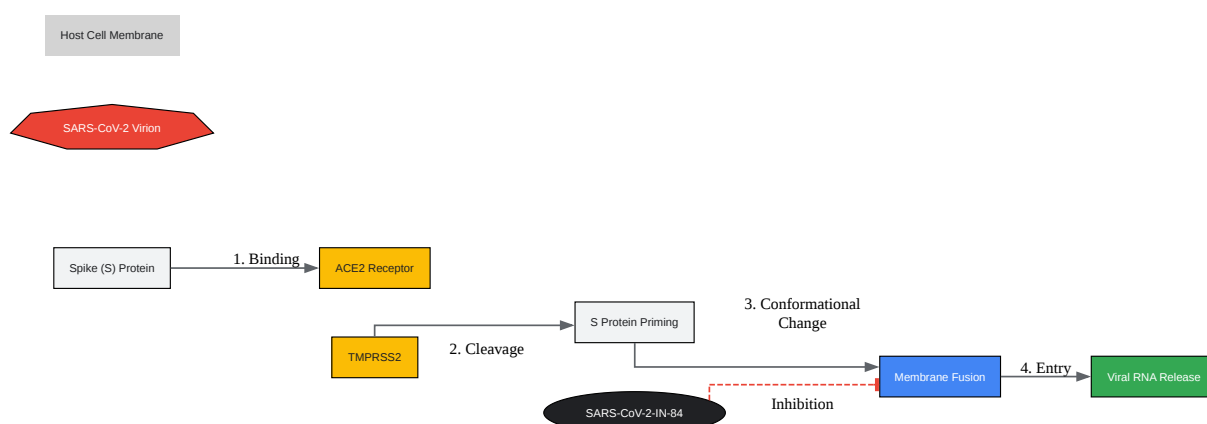 Host Cell Membrane
SARS-CoV-2 Virion
Spike (S) Protein
1. Binding
ACE2 Receptor
TMPRSS2
2. Cleavage
S Protein Priming
3. Conformational
Change
Membrane Fusion
4. Entry
Viral RNA Release
SARS-CoV-2-IN-84
Inhibition